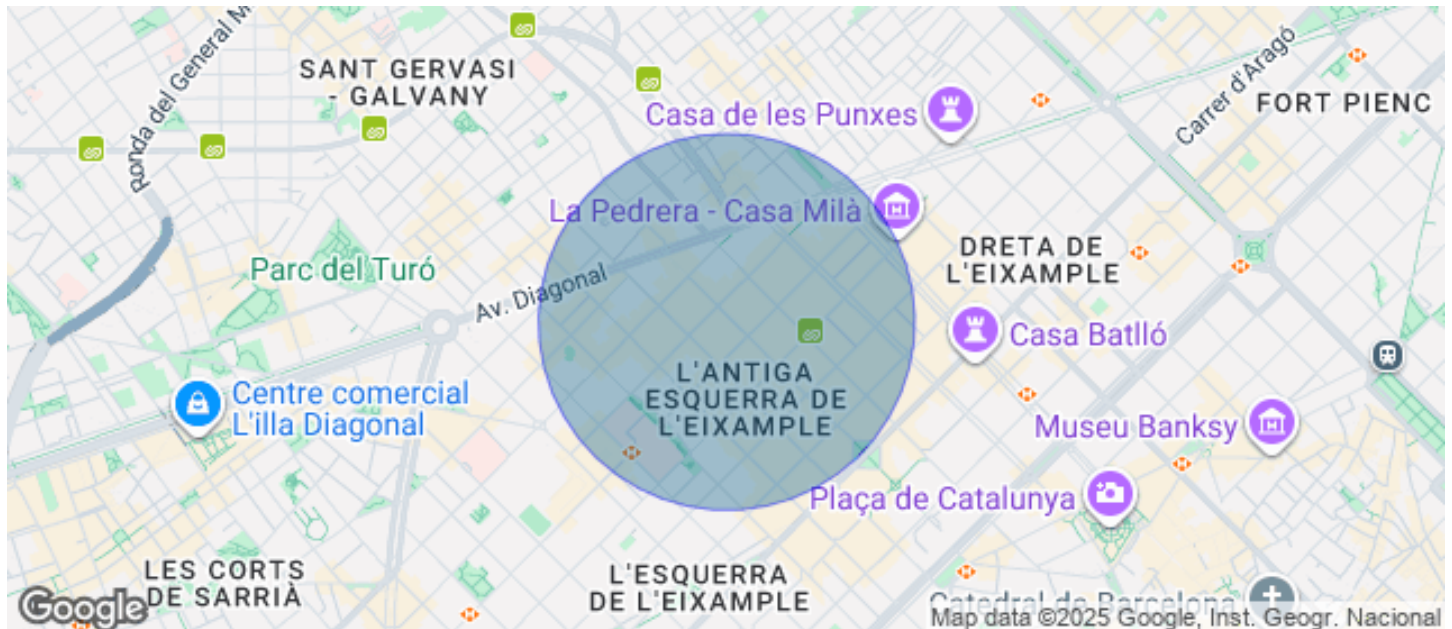 Ronda del General M
SANT GERVASI
- GALVANY
Casa de les Punxes
Carrer d'Aragó
FORT PIENC
La Pedrera - Casa Milà
DRETA DE
L'EIXAMPLE
Parc del Turó
Av. Diagonal
Casa Batlló
L'ANTIGA
ESQUERRA DE
L'EIXAMPLE
Centre comercial
L'illa Diagonal
Museu Banksy
Plaça de Catalunya
LES CORTS
DE SARRIÀ
L'ESQUERRA
DE L'EIXAMPLE
Catedral de Barcelona
Google
Map data ©2025 Google, Inst. Geogr. Nacional